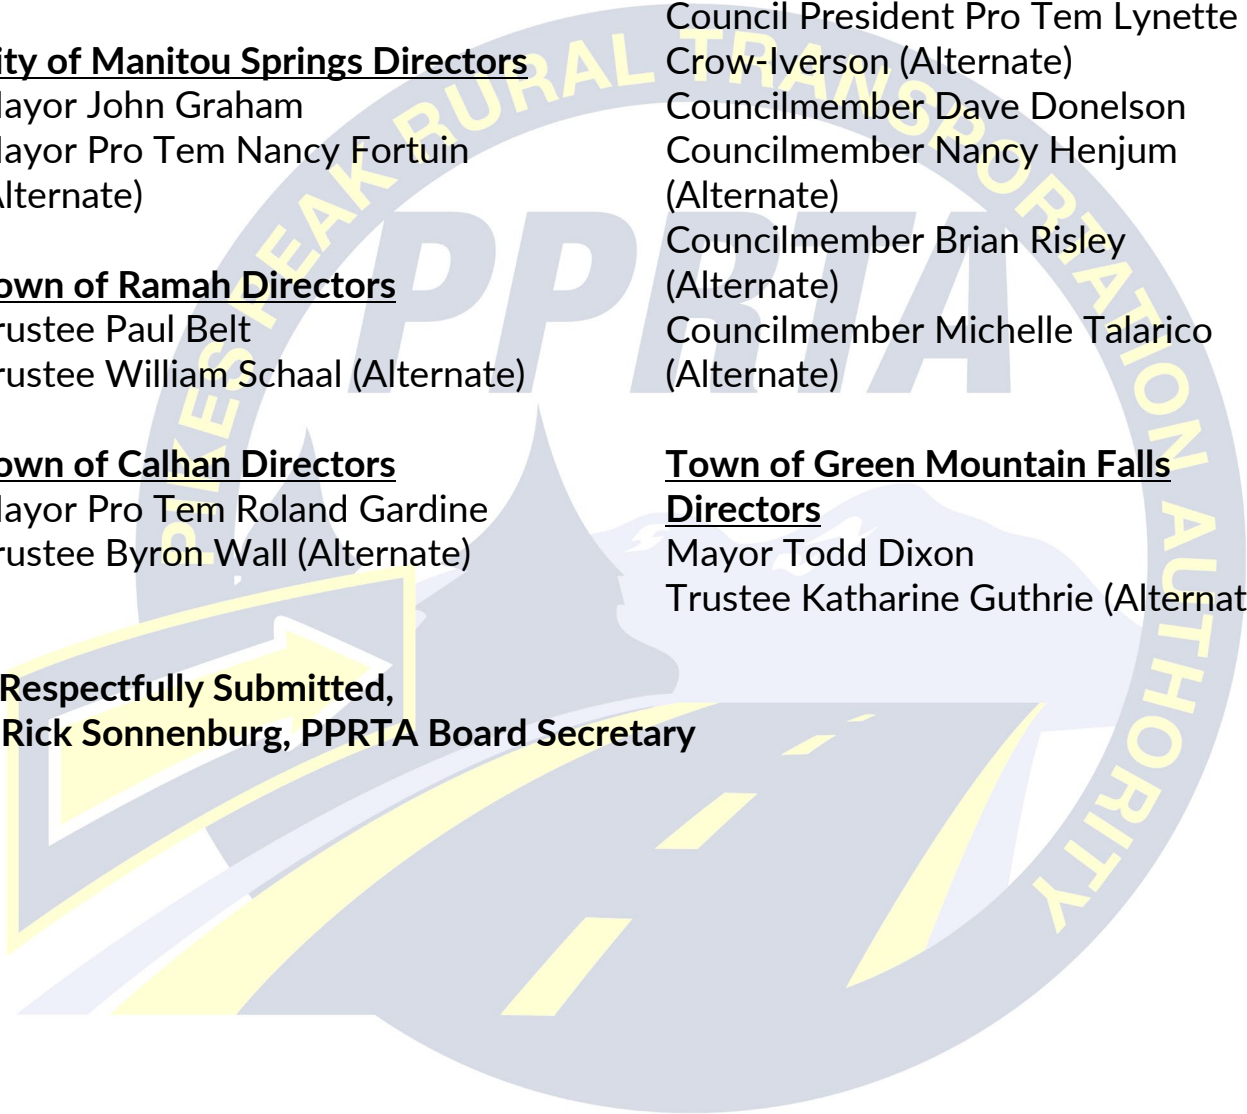 ity of Manitou Springs Directors
ayor John Graham
ayor Pro Tem Nancy Fortuin
lternate)
own of Ramah Directors
rustee Paul Belt
rustee William Schaal (Alternate)
own of Calhan Directors
ayor Pro Tem Roland Gardine
rustee Byron Wall (Alternate)
Council President Pro Tem Lynette
Crow-Iverson (Alternate)
Councilmember Dave Donelson
Councilmember Nancy Henjum
(Alternate)
Councilmember Brian Risley
(Alternate)
Councilmember Michelle Talarico
(Alternate)
Town of Green Mountain Falls
Directors
Mayor Todd Dixon
Trustee Katharine Guthrie (Alternat
Respectfully Submitted,
Rick Sonnenburg, PPRTA Board Secretary
PIKES PEAK RURAL TRANSPORTATION AUTHORITY
PPRTA